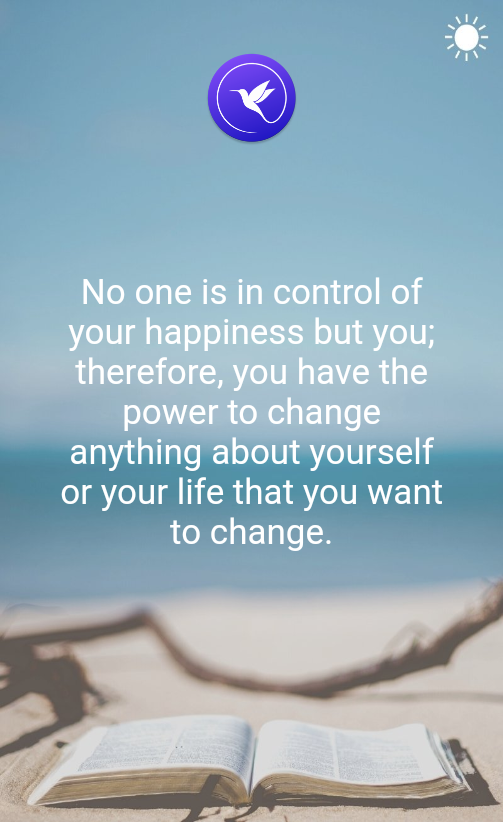 No one is in control of
your happiness but you;
therefore, you have the
power to change
anything about yourself
or your life that you want
to change.